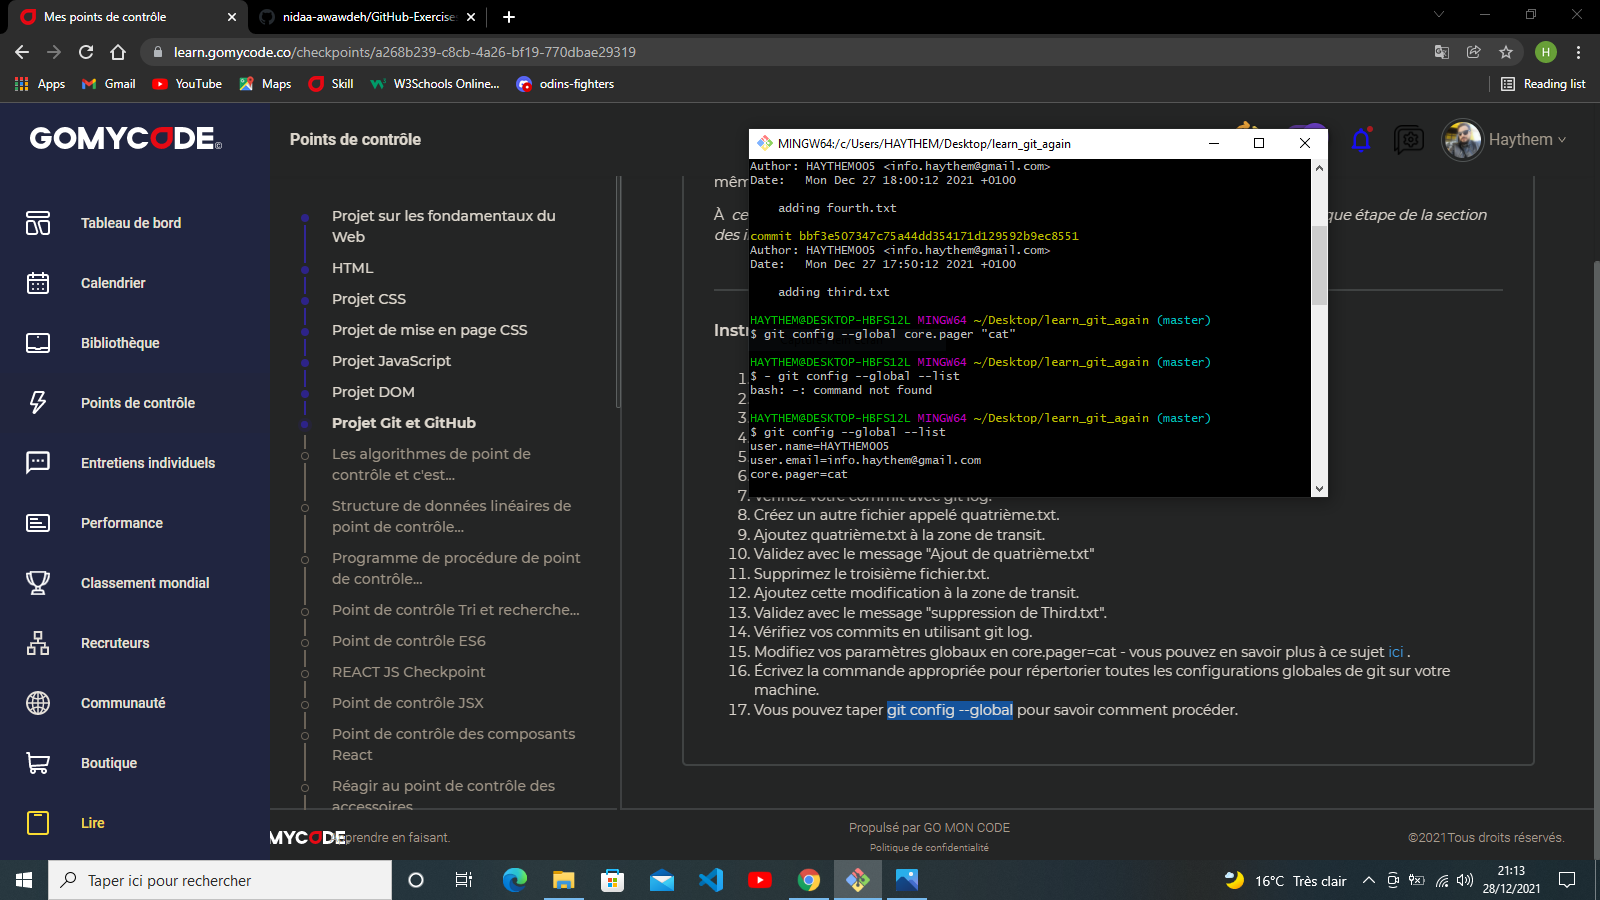 Mes points de contrôle
nidaa-awawdeh/GitHub-Exercise
learn.gomycode.co/checkpoints/a268b239-c8cb-4a26-bf19-770dbae29319
H
Apps
Gmail
YouTube
Maps
Skill
W3Schools Online...
odins-fighters
Reading list
GOMYCODE
Points de contrôle
Haythem
Tableau de bord
Calendrier
Bibliothèque
Points de contrôle
Entretiens individuels
Performance
Classement mondial
Recruteurs
Communauté
Boutique
Lire
Projet sur les fondamentaux du
Web
HTML
Projet CSS
Projet de mise en page CSS
Projet JavaScript
Projet DOM
Projet Git et GitHub
Les algorithmes de point de
contrôle et c'est...
Structure de données linéaires de
point de contrôle...
Programme de procédure de point
de contrôle...
Point de contrôle Tri et recherche...
Point de contrôle ES6
REACT JS Checkpoint
Point de contrôle JSX
Point de contrôle des composants
React
Réagir au point de contrôle des
accessoires
MINGW64:/c/Users/HAYTHEM/Desktop/learn_git_again
Author: HAYTHEM005 <info.haythem@gmail.com>
Date:   Mon Dec 27 18:00:12 2021 +0100
adding fourth.txt
commit bbf3e507347c75a44dd354171d129592b9ec8551
Author: HAYTHEM005 <info.haythem@gmail.com>
Date:   Mon Dec 27 17:50:12 2021 +0100
adding third.txt
HAYTHEM@DESKTOP-HBFS12L MINGW64 ~/Desktop/learn_git_again (master)
$ git config --global core.pager "cat"
HAYTHEM@DESKTOP-HBFS12L MINGW64 ~/Desktop/learn_git_again (master)
$ - git config --global --list
bash: -: command not found
HAYTHEM@DESKTOP-HBFS12L MINGW64 ~/Desktop/learn_git_again (master)
$ git config --global --list
user.name=HAYTHEM005
user.email=info.haythem@gmail.com
core.pager=cat
mêm
À ce
que étape de la section
des i
Instr
1.
2.
3.
4.
5.
6.
7. Vérifiez votre commit avec git log.
8. Créez un autre fichier appelé quatrième.txt.
9. Ajoutez quatrième.txt à la zone de transit.
10. Validez avec le message "Ajout de quatrième.txt"
11. Supprimez le troisième fichier.txt.
12. Ajoutez cette modification à la zone de transit.
13. Validez avec le message "suppression de Third.txt".
14. Vérifiez vos commits en utilisant git log.
15. Modifiez vos paramètres globaux en core.pager=cat - vous pouvez en savoir plus à ce sujet ici .
16. Écrivez la commande appropriée pour répertorier toutes les configurations globales de git sur votre
machine.
17. Vous pouvez taper git config --global pour savoir comment procéder.
MYCODE
prendre en faisant.
Propulsé par GO MON CODE
Politique de confidentialité
©2021Tous droits réservés.
Taper ici pour rechercher
16°C Très clair
21:13
28/12/2021